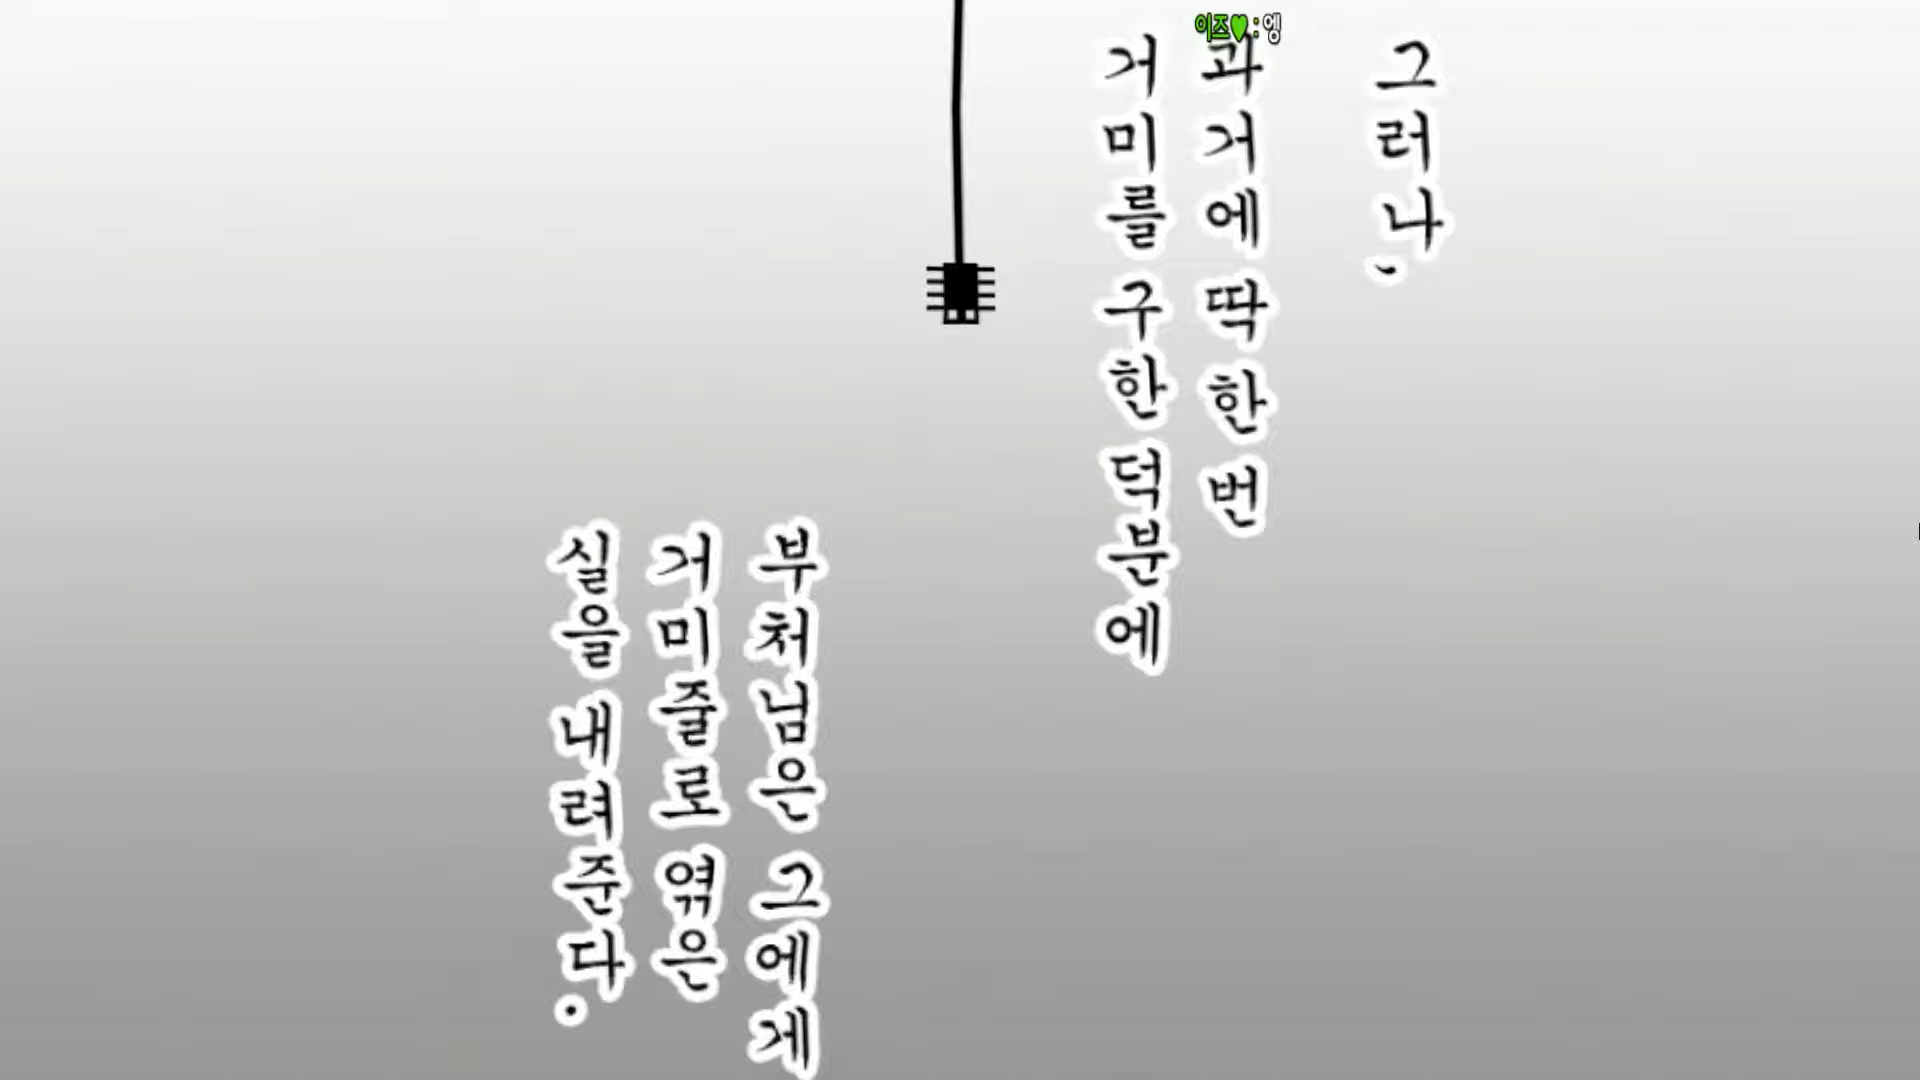 이즈♥ : 엥
그러나,
과거에 딱 한 번
거미를 구한 덕분에
부처님은 그에게
거미줄로 엮은
실을 내려준다.